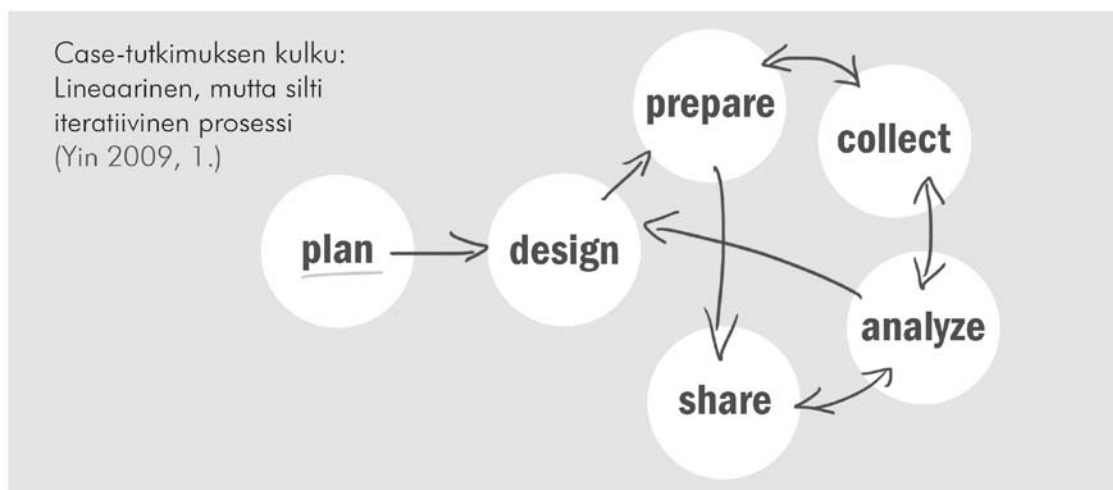 Case-tutkimuksen kulku:
Lineaarinen, mutta silti
iteratiivinen prosessi
(Yin 2009, 1.)
plan
design
prepare
collect
analyze
share